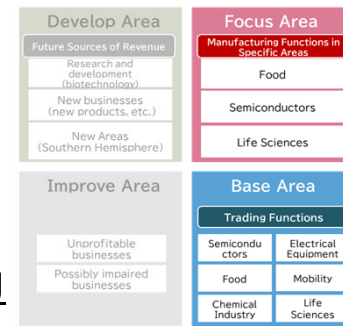 Develop Area
Future Sources of Revenue
Research and
development
(biotechnology)
New businesses
(new products, etc.)
New Areas
(Southern Hemisphere)
Focus Area
Manufacturing Functions in
Specific Areas
Food
Semiconductors
Life Sciences
Improve Area
Unprofitable
businesses
Possibly impaired
businesses
Base Area
Trading Functions
Semicondu
ctors
Electrical
Equipment
Food
Mobility
Chemical
Industry
Life
Sciences